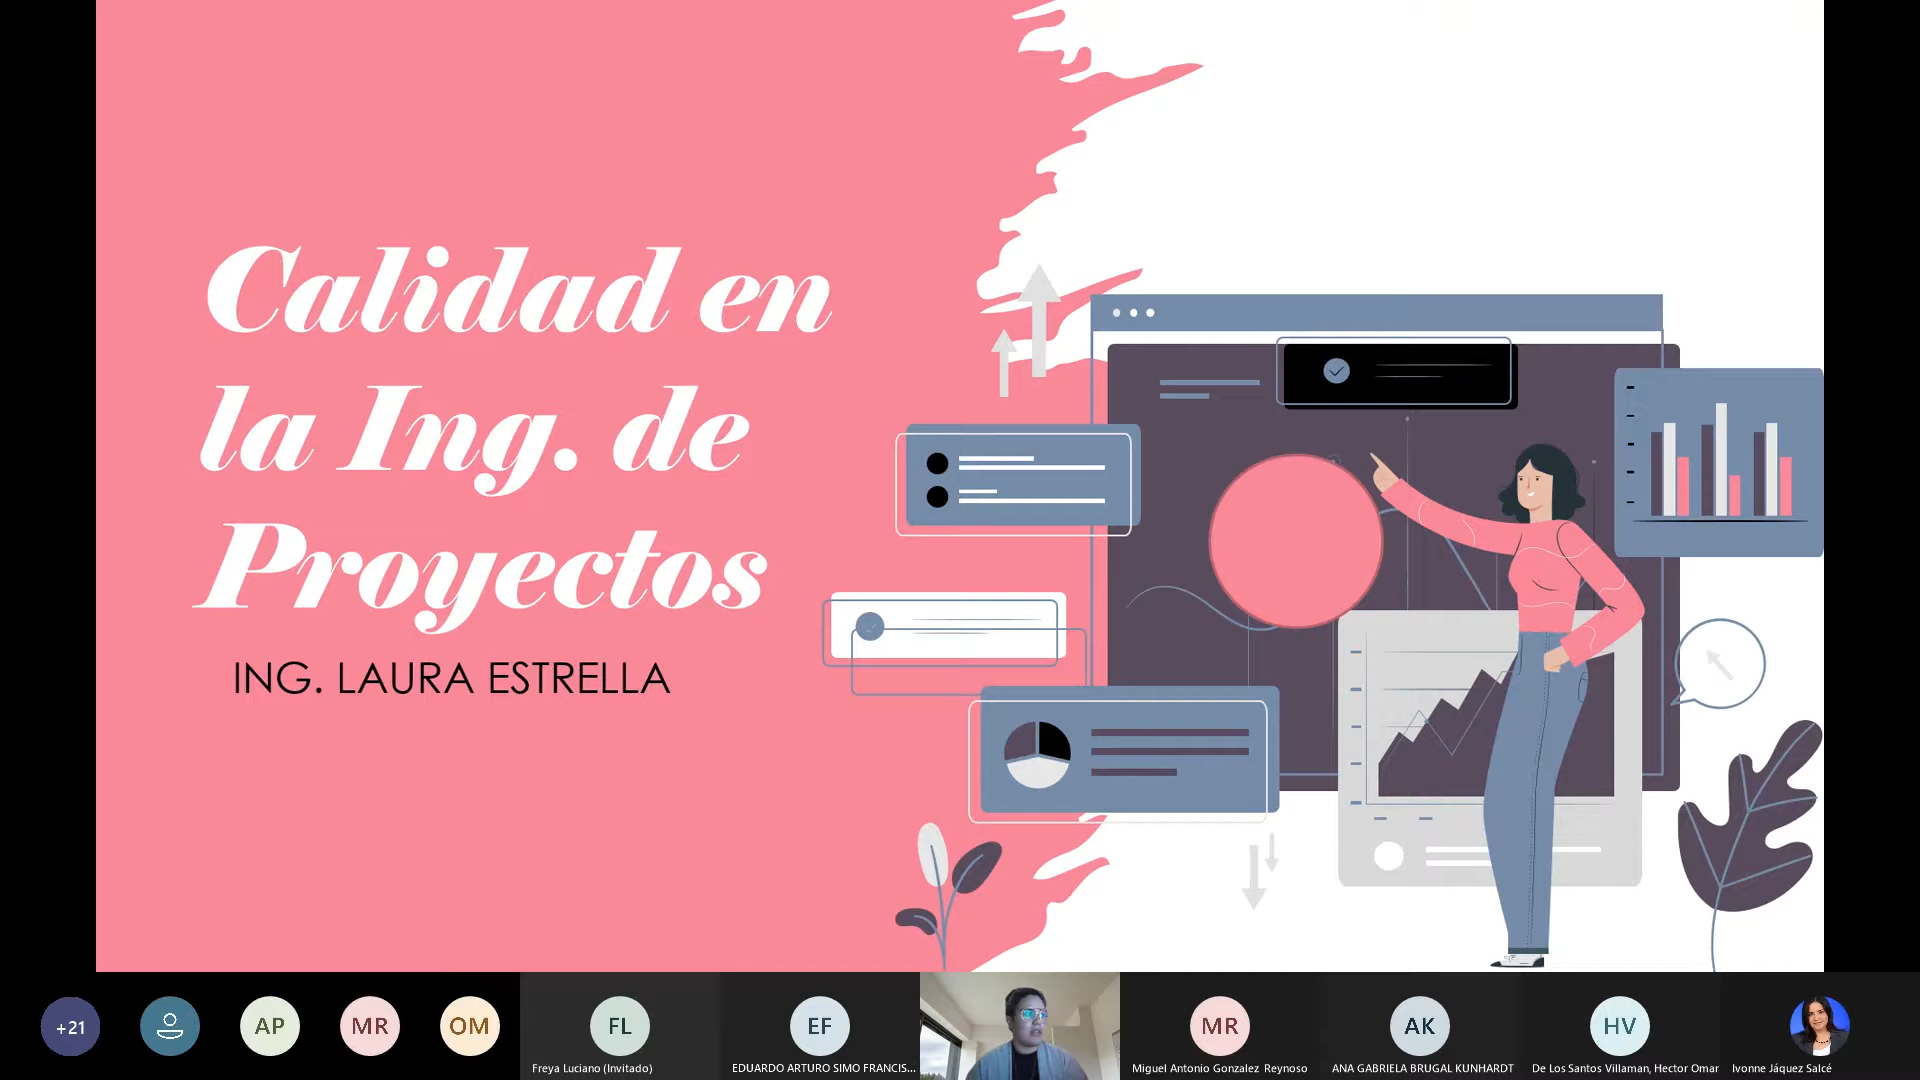 Calidad en
la Ing. de
Proyectos
ING. LAURA ESTRELLA
+21
AP
MR
OM
FL
EF
MR
AK
HV
Freya Luciano (Invitado)
EDUARDO ARTURO SIMO FRANCIS...
Miguel Antonio Gonzalez Reynoso
ANA GABRIELA BRUGAL KUNHARDT
De Los Santos Villaman, Hector Omar
Ivonne Jáquez Salcé